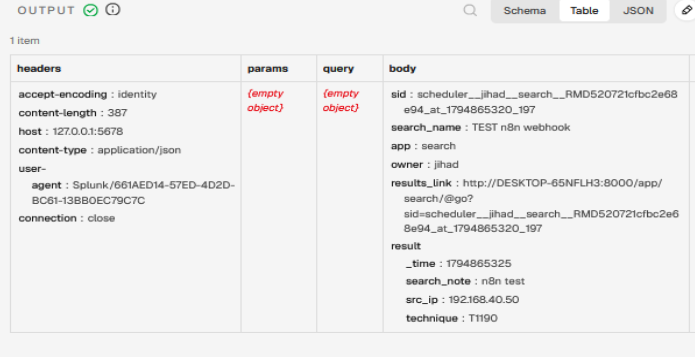 OUTPUT
Schema Table JSON
1 item
headers params query body
accept-encoding : identity
content-length : 387
host : 127.0.0.1:5678
content-type : application/json
user-
agent : Splunk/661AED14-57ED-4D2D-
BC61-13BB0EC79C7C
connection : close
{empty
object}
{empty
object}
sid : scheduler__jihad__search__RMD520721cfbc2e68
e94_at_1794865320_197
search_name : TEST n8n webhook
app : search
owner : jihad
results_link : http://DESKTOP-65NFLH3:8000/app/
search/@go?
sid=scheduler__jihad__search__RMD520721cfbc2e6
8e94_at_1794865320_197
result
_time : 1794865325
search_note : n8n test
src_ip : 192.168.40.50
technique : T1190